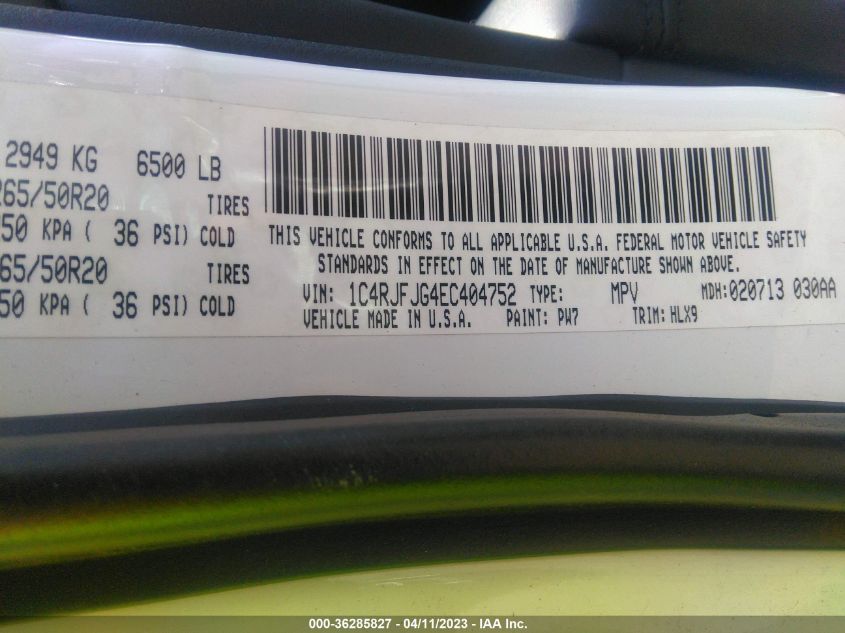 2949 KG 6500 LB
265/50R20 TIRES
50 KPA ( 36 PSI) COLD
65/50R20 TIRES
50 KPA ( 36 PSI) COLD
THIS VEHICLE CONFORMS TO ALL APPLICABLE U.S.A. FEDERAL MOTOR VEHICLE SAFETY
STANDARDS IN EFFECT ON THE DATE OF MANUFACTURE SHOWN ABOVE.
VIN: 1C4RJFJG4EC404752 TYPE: MPV MDH:020713 030AA
VEHICLE MADE IN U.S.A. PAINT: PW7 TRIM:HLX9
000-36285827 - 04/11/2023 - © IAA Inc.